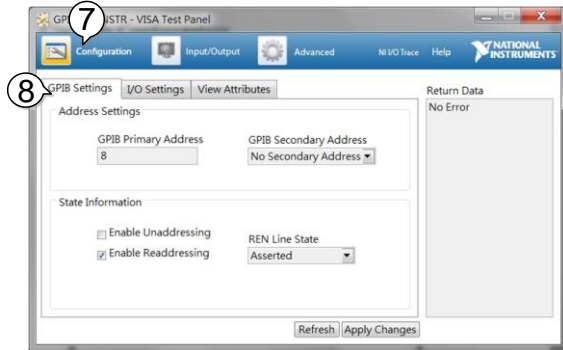 GP INSTR - VISA Test Panel
7
Configuration Input/Output Advanced NI I/O Trace Help NATIONAL INSTRUMENTS
8
GPIB Settings I/O Settings View Attributes Return Data
Address Settings No Error
GPIB Primary Address GPIB Secondary Address
8 No Secondary Address
State Information
Enable Unaddressing
REN Line State
Enable Readdressing
Asserted
Refresh Apply Changes